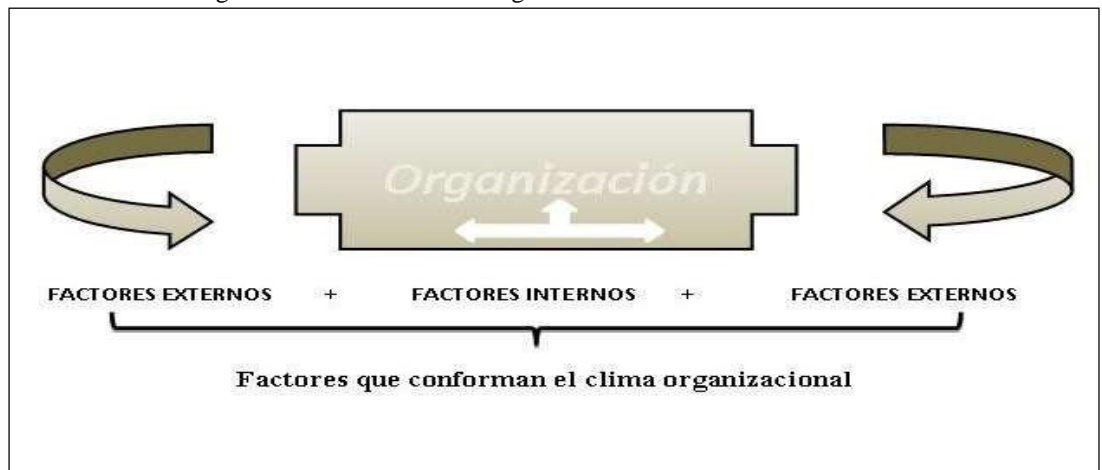 Organización
FACTORES EXTERNOS + FACTORES INTERNOS + FACTORES EXTERNOS
Factores que conforman el clima organizacional